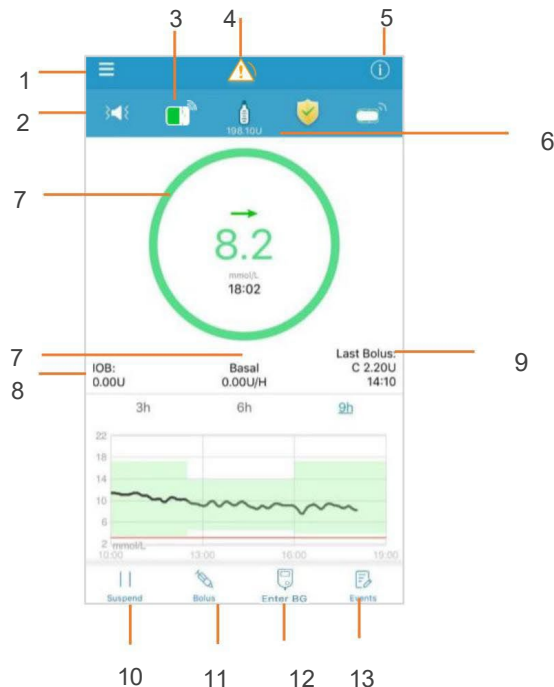 3
4
5
1
2
198.10U
6
7
8.2
mmol/L
18:02
7
Last Bolus:
9
IOB:
Basal
C 2.20U
8
0.00U
0.00U/H
14:10
3h 6h 9h
22
18
14
10
6
2 mmol/L
10:00 13:00 16:00 19:00
Suspend Bolus Enter BG Events
10 11 12 13